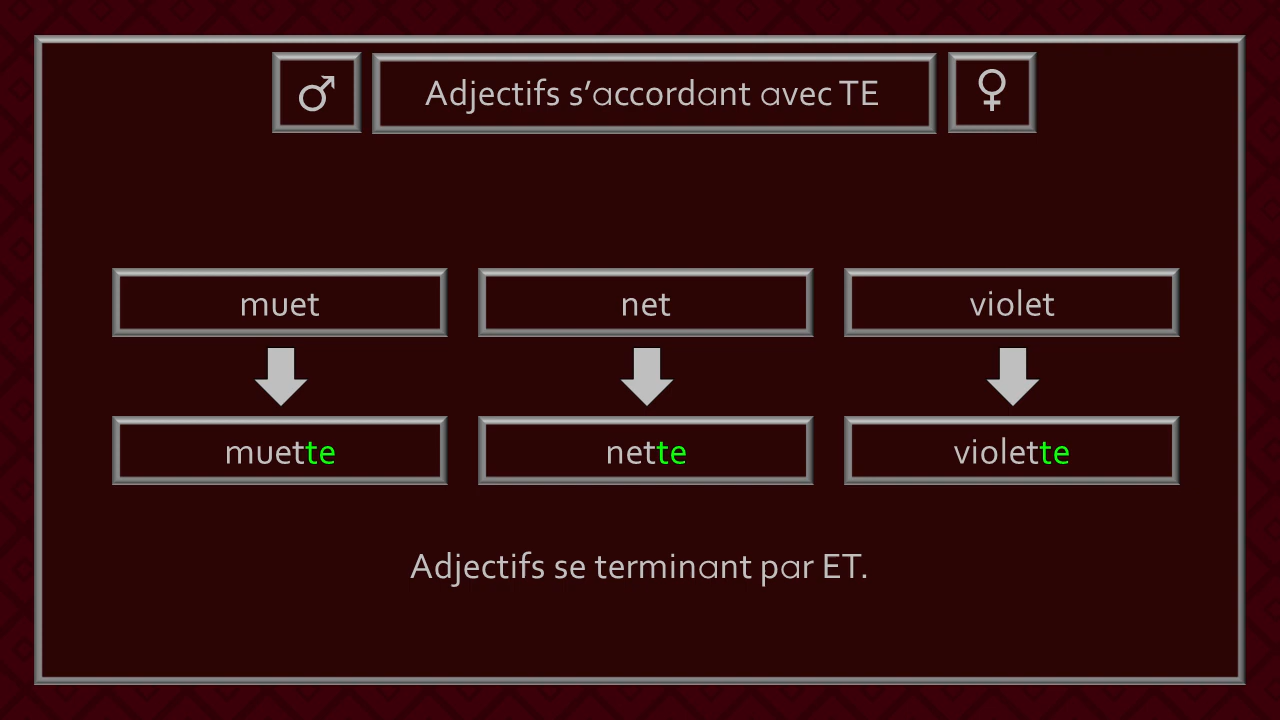 ♂ Adjectifs s’accordant avec TE ♀
muet net violet
muette nette violette
Adjectifs se terminant par ET.